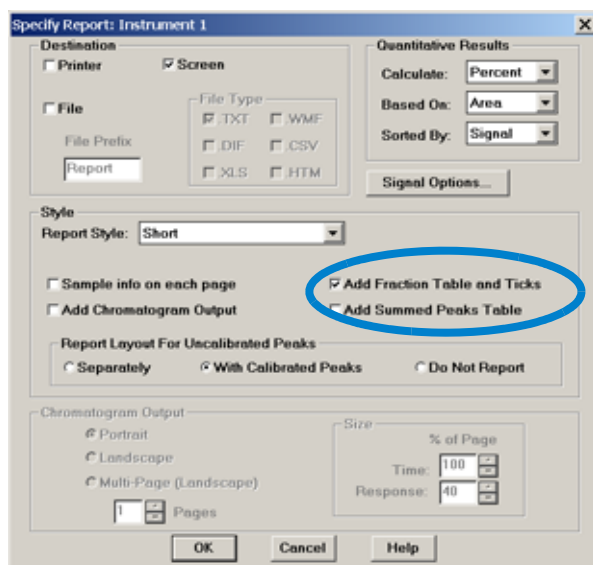 Specify Report: Instrument 1
Destination
Printer
Screen
File
File Prefix
Report
File Type
.TXT
.WMF
.DIF
.CSV
.XLS
.HTM
Quantitative Results
Calculate: Percent
Based On: Area
Sorted By: Signal
Signal Options...
Style
Report Style: Short
Sample info on each page
Add Fraction Table and Ticks
Add Chromatogram Output
Add Summed Peaks Table
Report Layout For Uncalibrated Peaks
Separately
With Calibrated Peaks
Do Not Report
Chromatogram Output
Portrait
Landscape
Multi-Page (Landscape)
1 Pages
Size
% of Page
Time: 100
Response: 40
OK
Cancel
Help